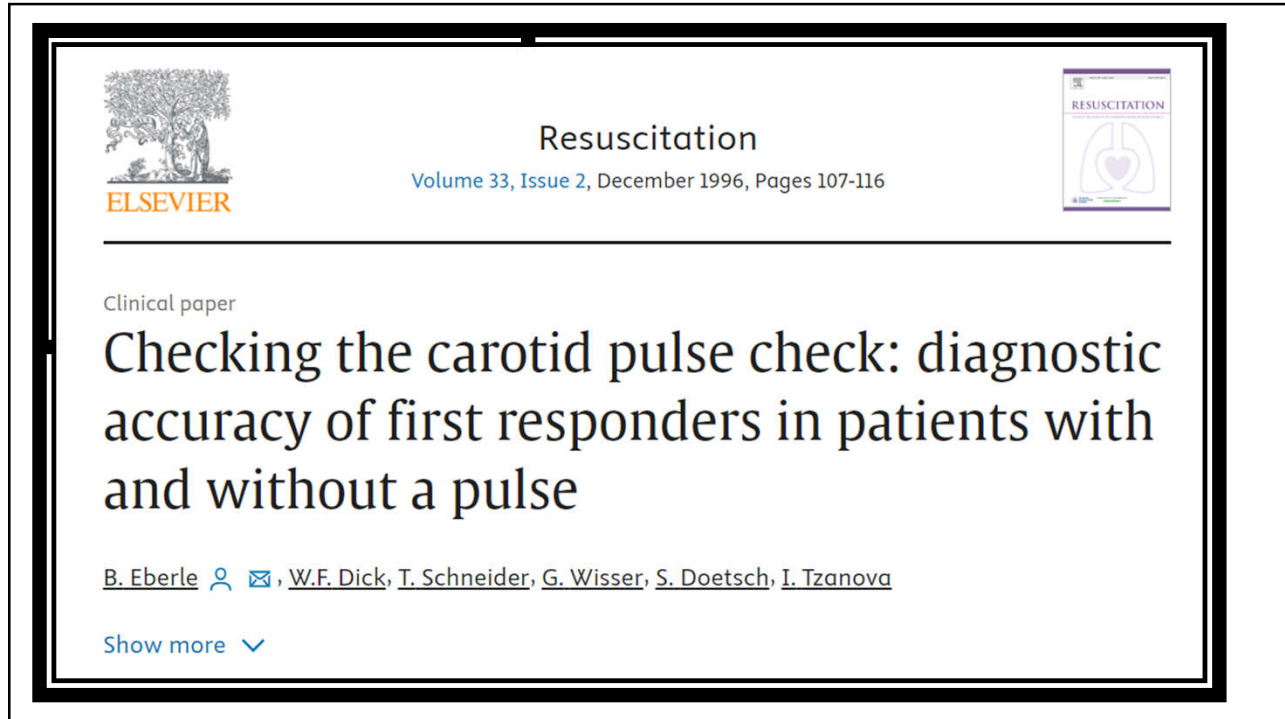 ELSEVIER
Resuscitation
Volume 33, Issue 2, December 1996, Pages 107-116
RESUSCITATION
Clinical paper
Checking the carotid pulse check: diagnostic
accuracy of first responders in patients with
and without a pulse
B. Eberle , W.F. Dick, T. Schneider, G. Wisser, S. Doetsch, I. Tzanova
Show more